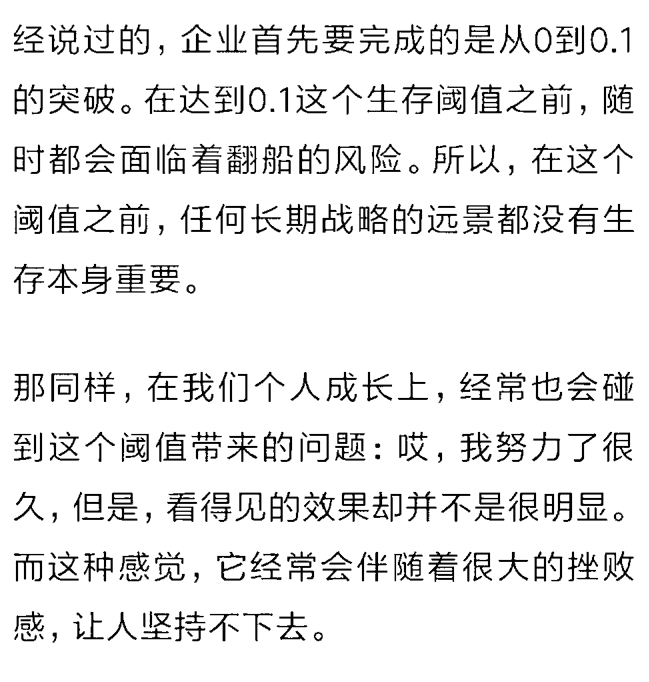 经说过的，企业首先要完成的是从0到0.1
的突破。在达到0.1这个生存阈值之前，随
时都会面临着翻船的风险。所以，在这个
阈值之前，任何长期战略的远景都没有生
存本身重要。
那同样，在我们个人成长上，经常也会碰
到这个阈值带来的问题：哎，我努力了很
久，但是，看得见的效果却并不是很明显。
而这种感觉，它经常会伴随着很大的挫败
感，让人坚持不下去。